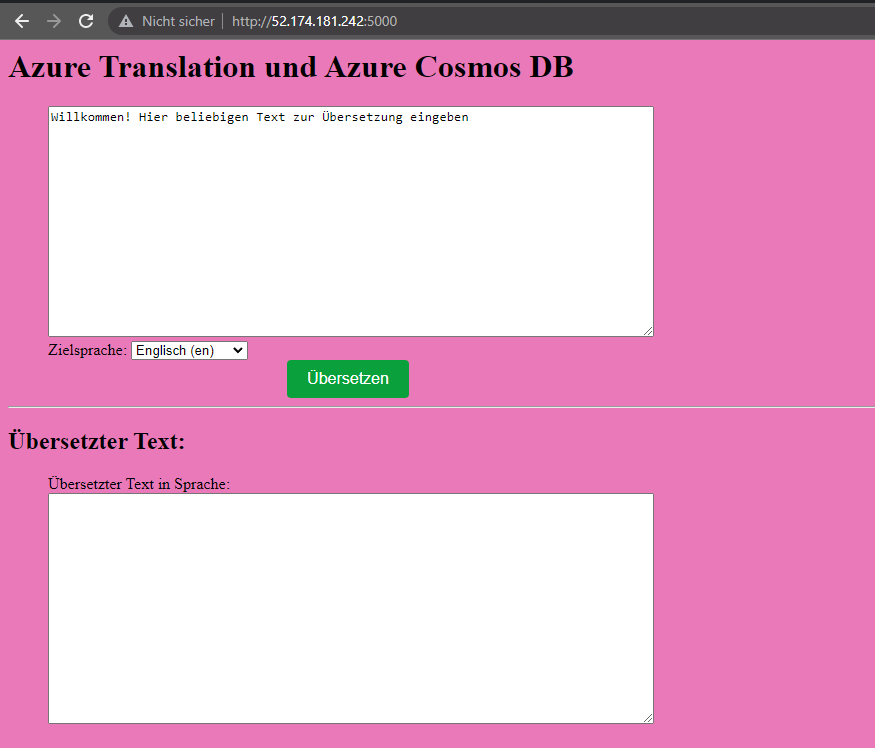 Nicht sicher | http://52.174.181.242:5000
Azure Translation und Azure Cosmos DB
Willkommen! Hier beliebigen Text zur Übersetzung eingeben
Zielsprache: Englisch (en)
Übersetzen
Übersetzter Text:
Übersetzter Text in Sprache: